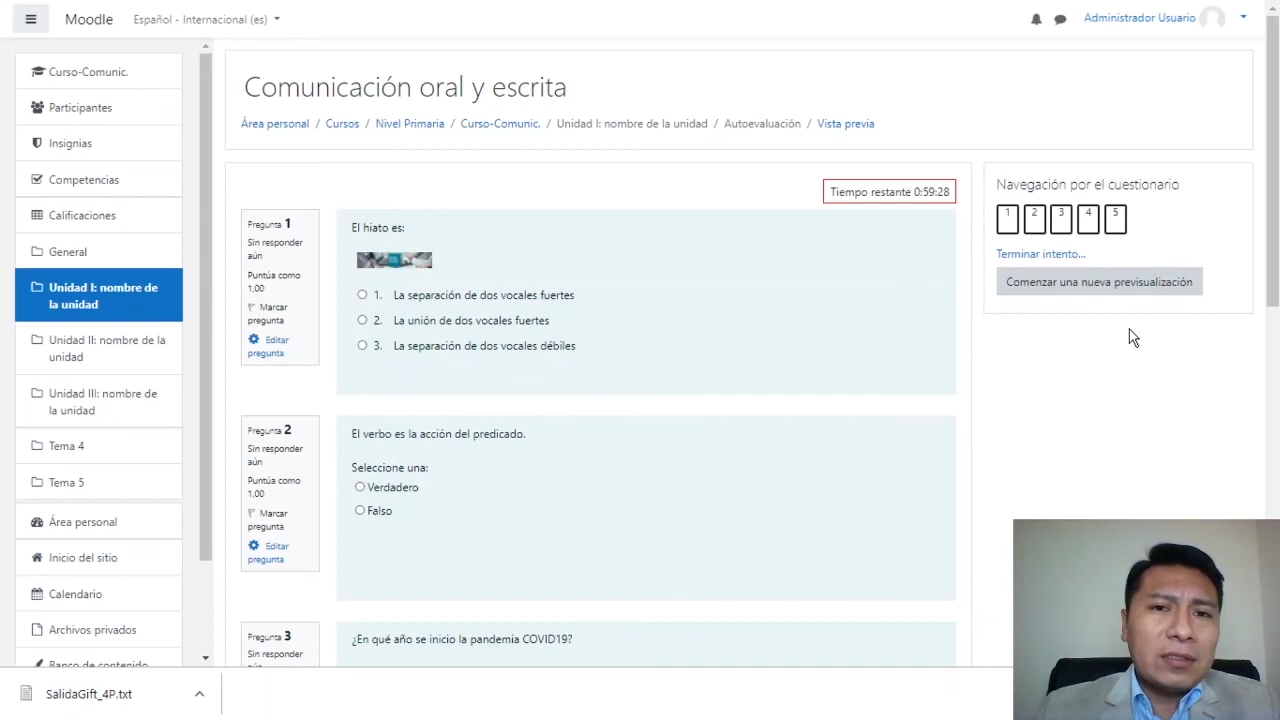 Moodle
Español - Internacional (es)
Administrador Usuario
Curso-Comunic.
Participantes
Insignias
Competencias
Calificaciones
General
Unidad I: nombre de
la unidad
Unidad II: nombre de la
unidad
Unidad III: nombre de
la unidad
Tema 4
Tema 5
Área personal
Inicio del sitio
Calendario
Archivos privados
Banco de contenido
Comunicación oral y escrita
Área personal / Cursos / Nivel Primaria / Curso-Comunic. / Unidad I: nombre de la unidad / Autoevaluación / Vista previa
Tiempo restante 0:59:28
Pregunta 1
Sin responder
aún
Puntúa como
1,00
Marcar
pregunta
Editar
pregunta
El hiato es:
1. La separación de dos vocales fuertes
2. La unión de dos vocales fuertes
3. La separación de dos vocales débiles
Pregunta 2
Sin responder
aún
Puntúa como
1,00
Marcar
pregunta
Editar
pregunta
El verbo es la acción del predicado.
Seleccione una:
Verdadero
Falso
Pregunta 3
Sin responder
¿En qué año se inicio la pandemia COVID19?
Navegación por el cuestionario
1 2 3 4 5
Terminar intento...
Comenzar una nueva previsualización
SalidaGift_4P.txt